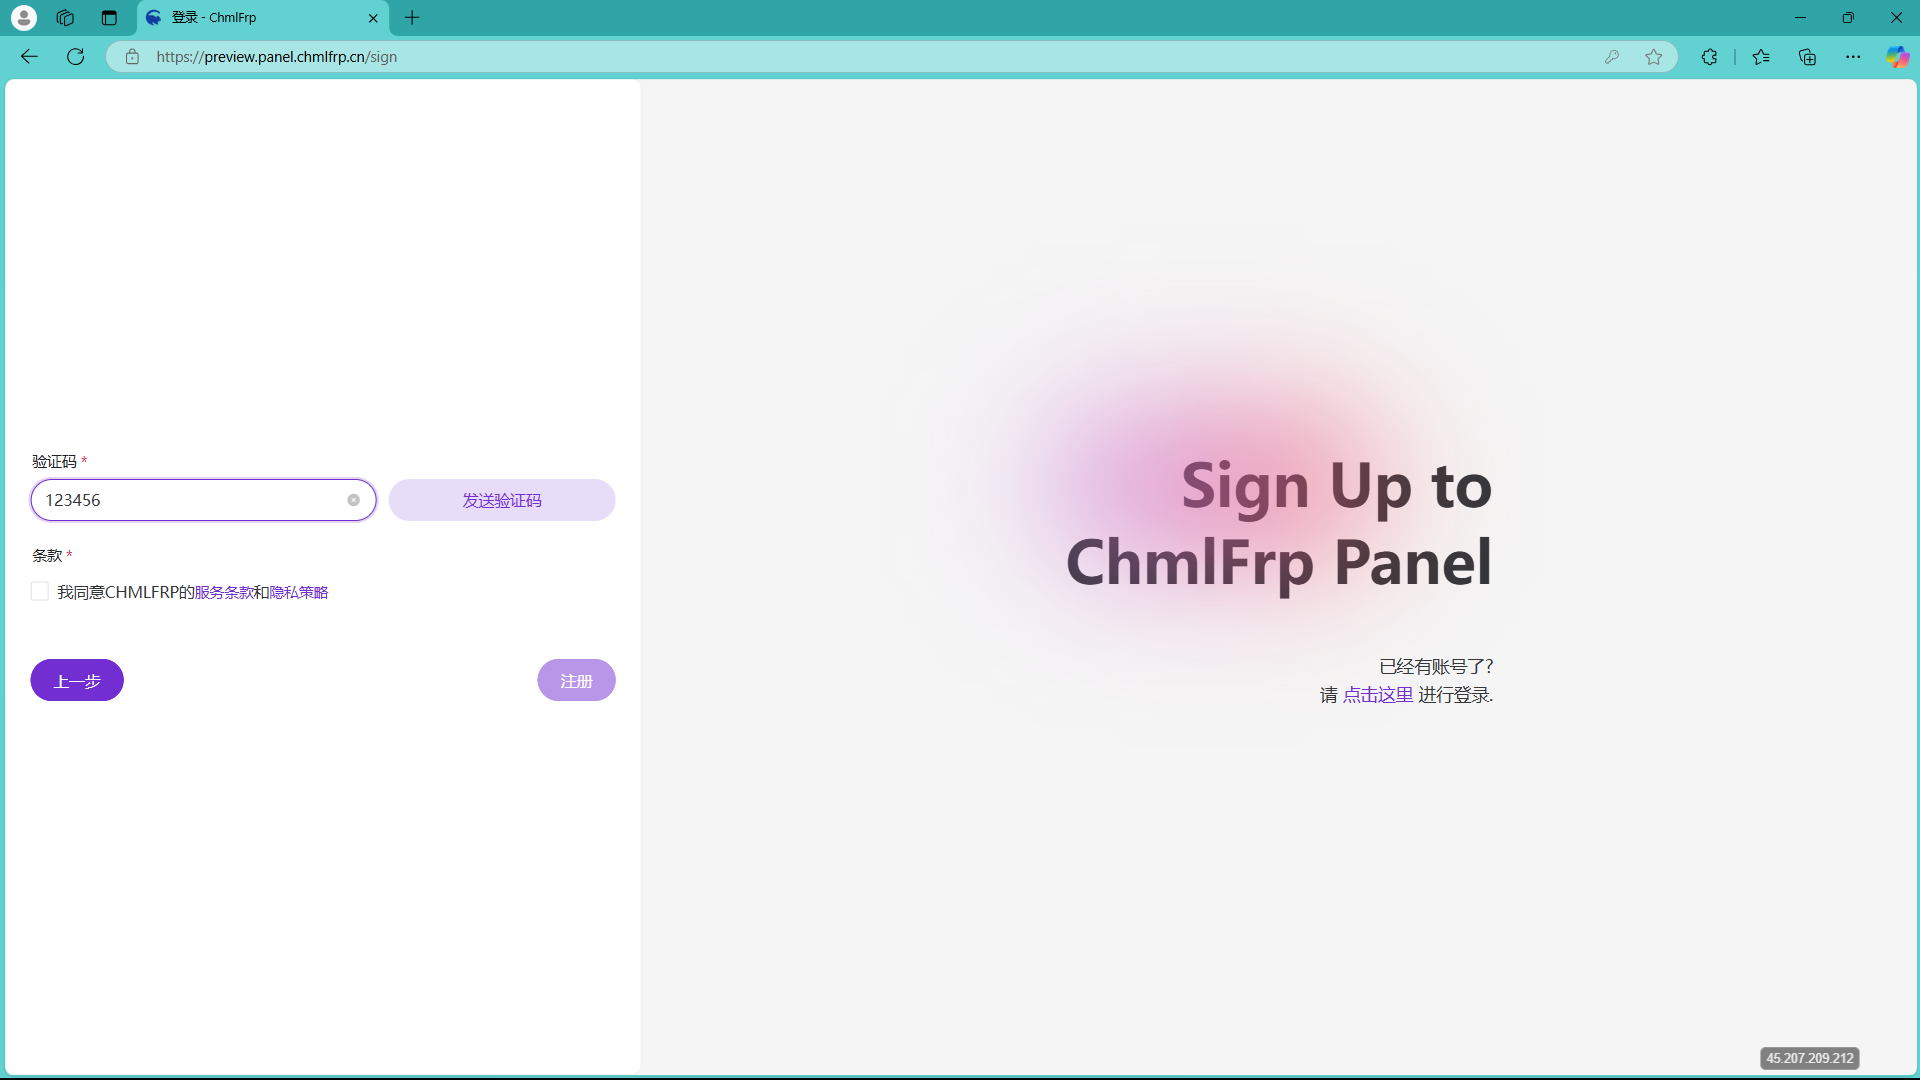 登录 - ChmlFrp
https://preview.panel.chmlfrp.cn/sign
验证码 *
123456
发送验证码
条款 *
我同意CHMLFRP的服务条款和隐私策略
上一步
注册
Sign Up to
ChmlFrp Panel
已经有账号了?
请 点击这里 进行登录.
45.207.209.212